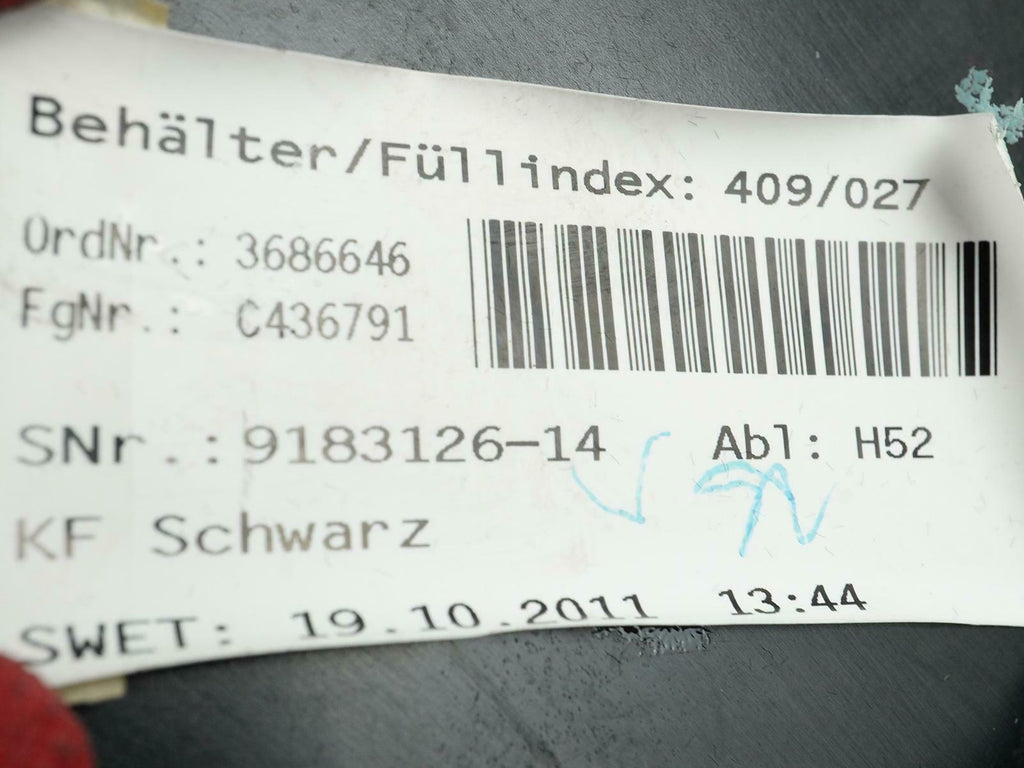 Behälter/Füllindex: 409/027
OrdNr.: 3686646
FgNr.: C436791
SNr.: 9183126-14 Abl: H52
KF Schwarz
SWET: 19.10.2011 13:44